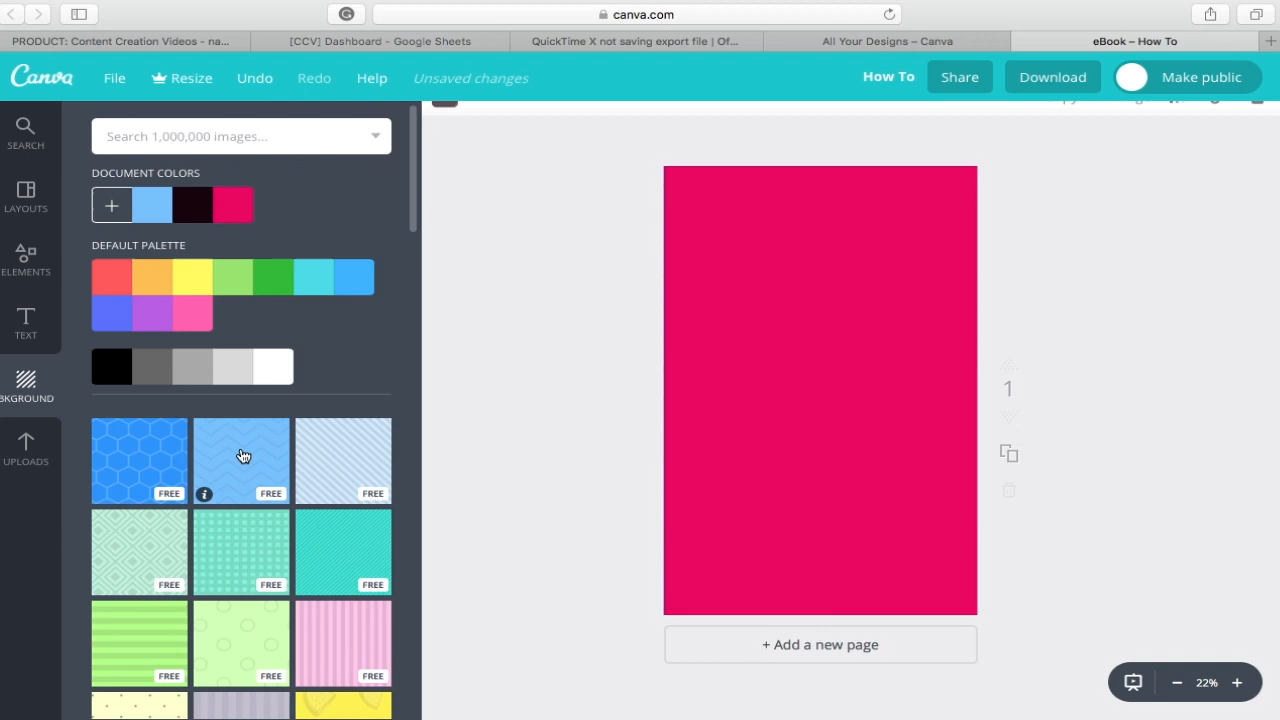 canva.com
PRODUCT: Content Creation Videos - na...
[CCV] Dashboard - Google Sheets
QuickTime X not saving export file | Of...
All Your Designs – Canva
eBook – How To
Canva
File
Resize
Undo
Redo
Help
Unsaved changes
How To
Share
Download
Make public
SEARCH
LAYOUTS
ELEMENTS
TEXT
BKGROUND
UPLOADS
Search 1,000,000 images...
DOCUMENT COLORS
DEFAULT PALETTE
FREE
FREE
FREE
FREE
FREE
FREE
FREE
FREE
FREE
1
+ Add a new page
22%